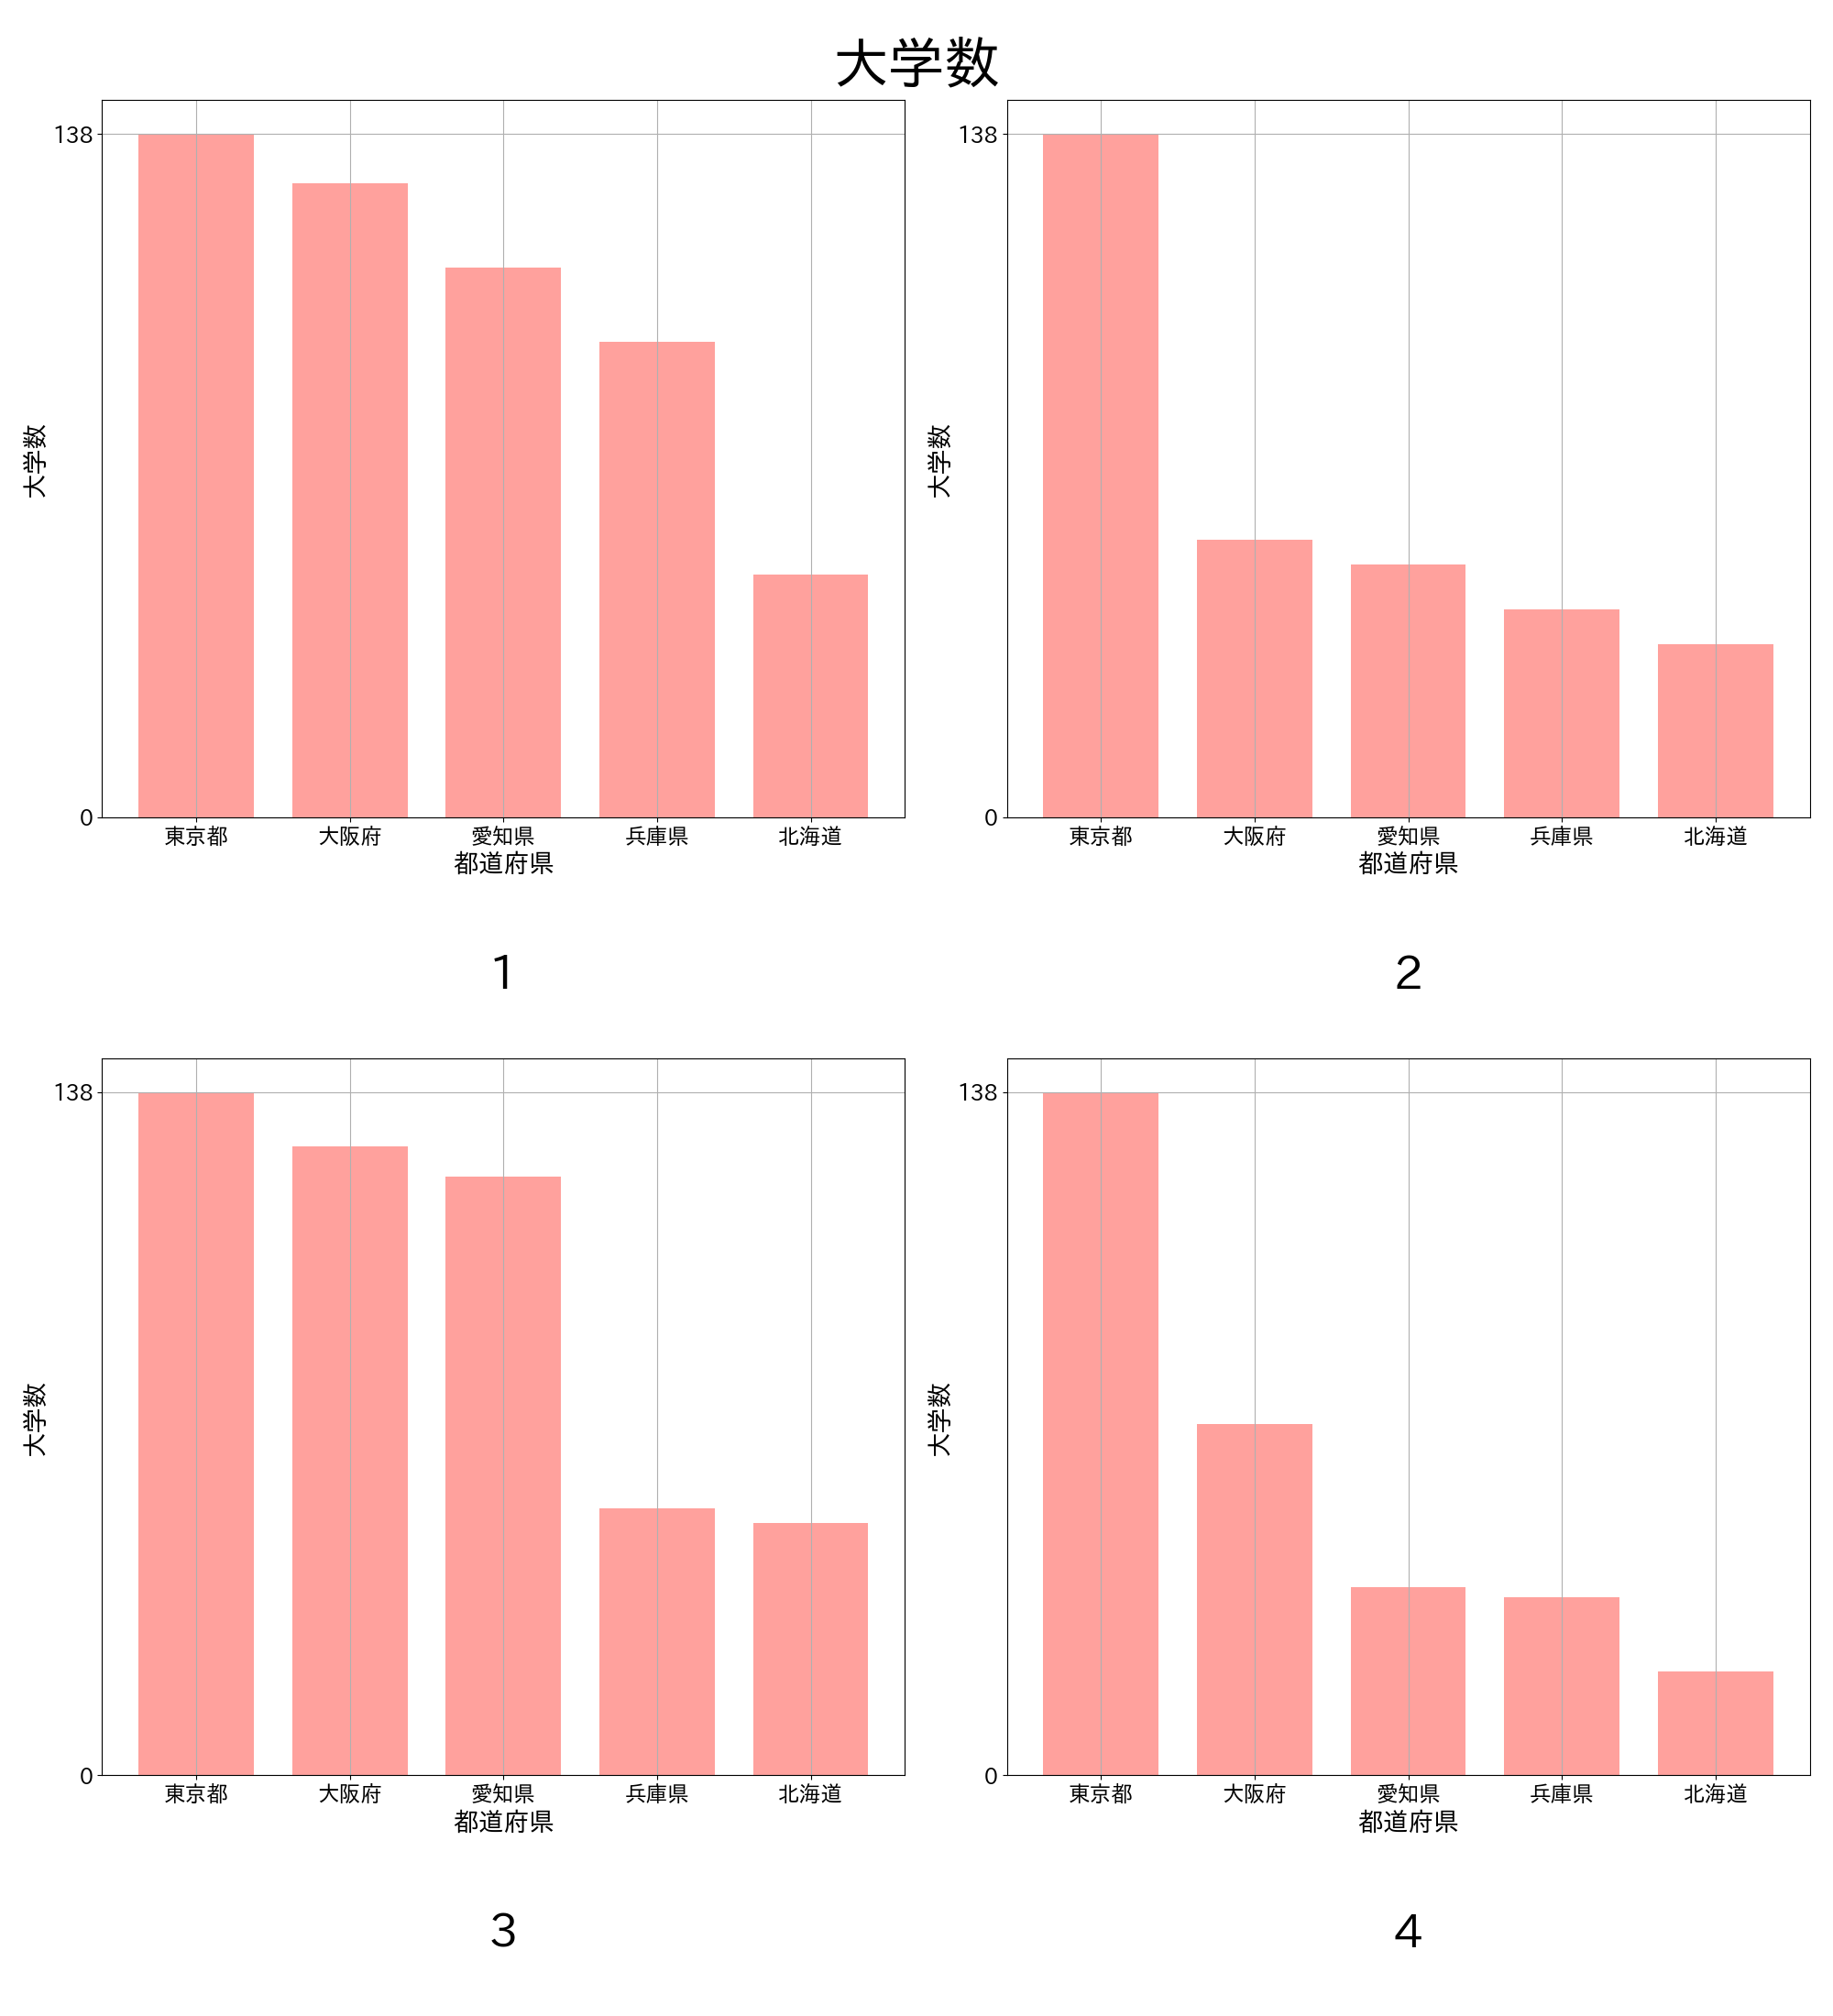 大学数
138
大学数
0
東京都 大阪府 愛知県 兵庫県 北海道
都道府県
1
138
大学数
0
東京都 大阪府 愛知県 兵庫県 北海道
都道府県
2
138
大学数
0
東京都 大阪府 愛知県 兵庫県 北海道
都道府県
3
138
大学数
0
東京都 大阪府 愛知県 兵庫県 北海道
都道府県
4